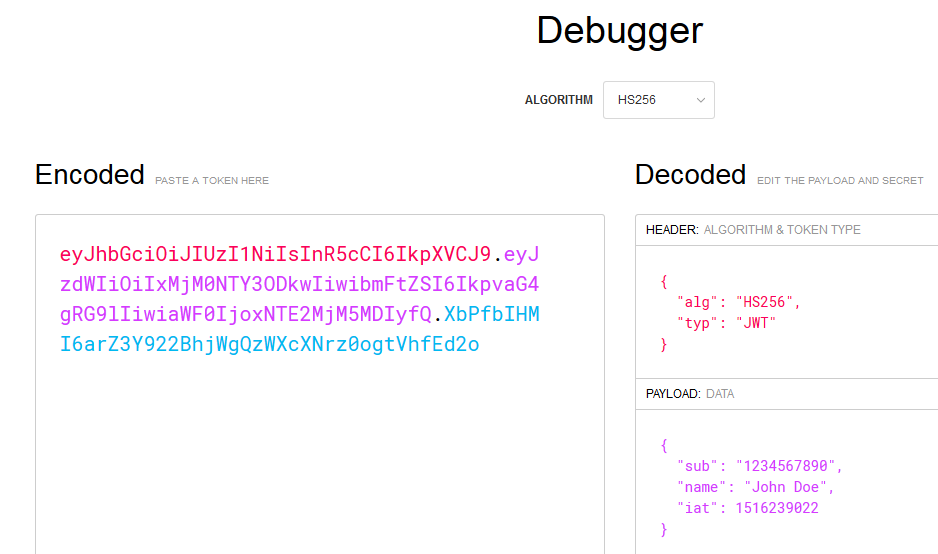 Debugger
ALGORITHM HS256
Encoded PASTE A TOKEN HERE
eyJhbGciOiJIUzI1NiIsInR5cCI6IkpXVCJ9.eyJ
zdWIiOiIxMjM0NTY3ODkwIiwibmFtZSI6IkpvaG4
gRG9lIiwiaWF0IjoxNTE2MjM5MDIyfQ.XbPfbIHM
I6arZ3Y922BhjWgQzWXcXNrz0ogtVhfEd2o
Decoded EDIT THE PAYLOAD AND SECRET
HEADER: ALGORITHM & TOKEN TYPE
{
"alg": "HS256",
"typ": "JWT"
}
PAYLOAD: DATA
{
"sub": "1234567890",
"name": "John Doe",
"iat": 1516239022
}